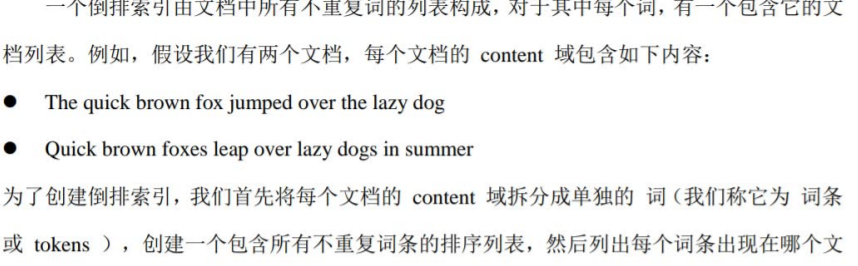 一个倒排索引由文档中所有不重复词的列表构成，对于其中每个词，有一个包含它的文
档列表。例如，假设我们有两个文档，每个文档的 content 域包含如下内容：
● The quick brown fox jumped over the lazy dog
● Quick brown foxes leap over lazy dogs in summer
为了创建倒排索引，我们首先将每个文档的 content 域拆分成单独的 词（我们称它为 词条
或 tokens ），创建一个包含所有不重复词条的排序列表，然后列出每个词条出现在哪个文